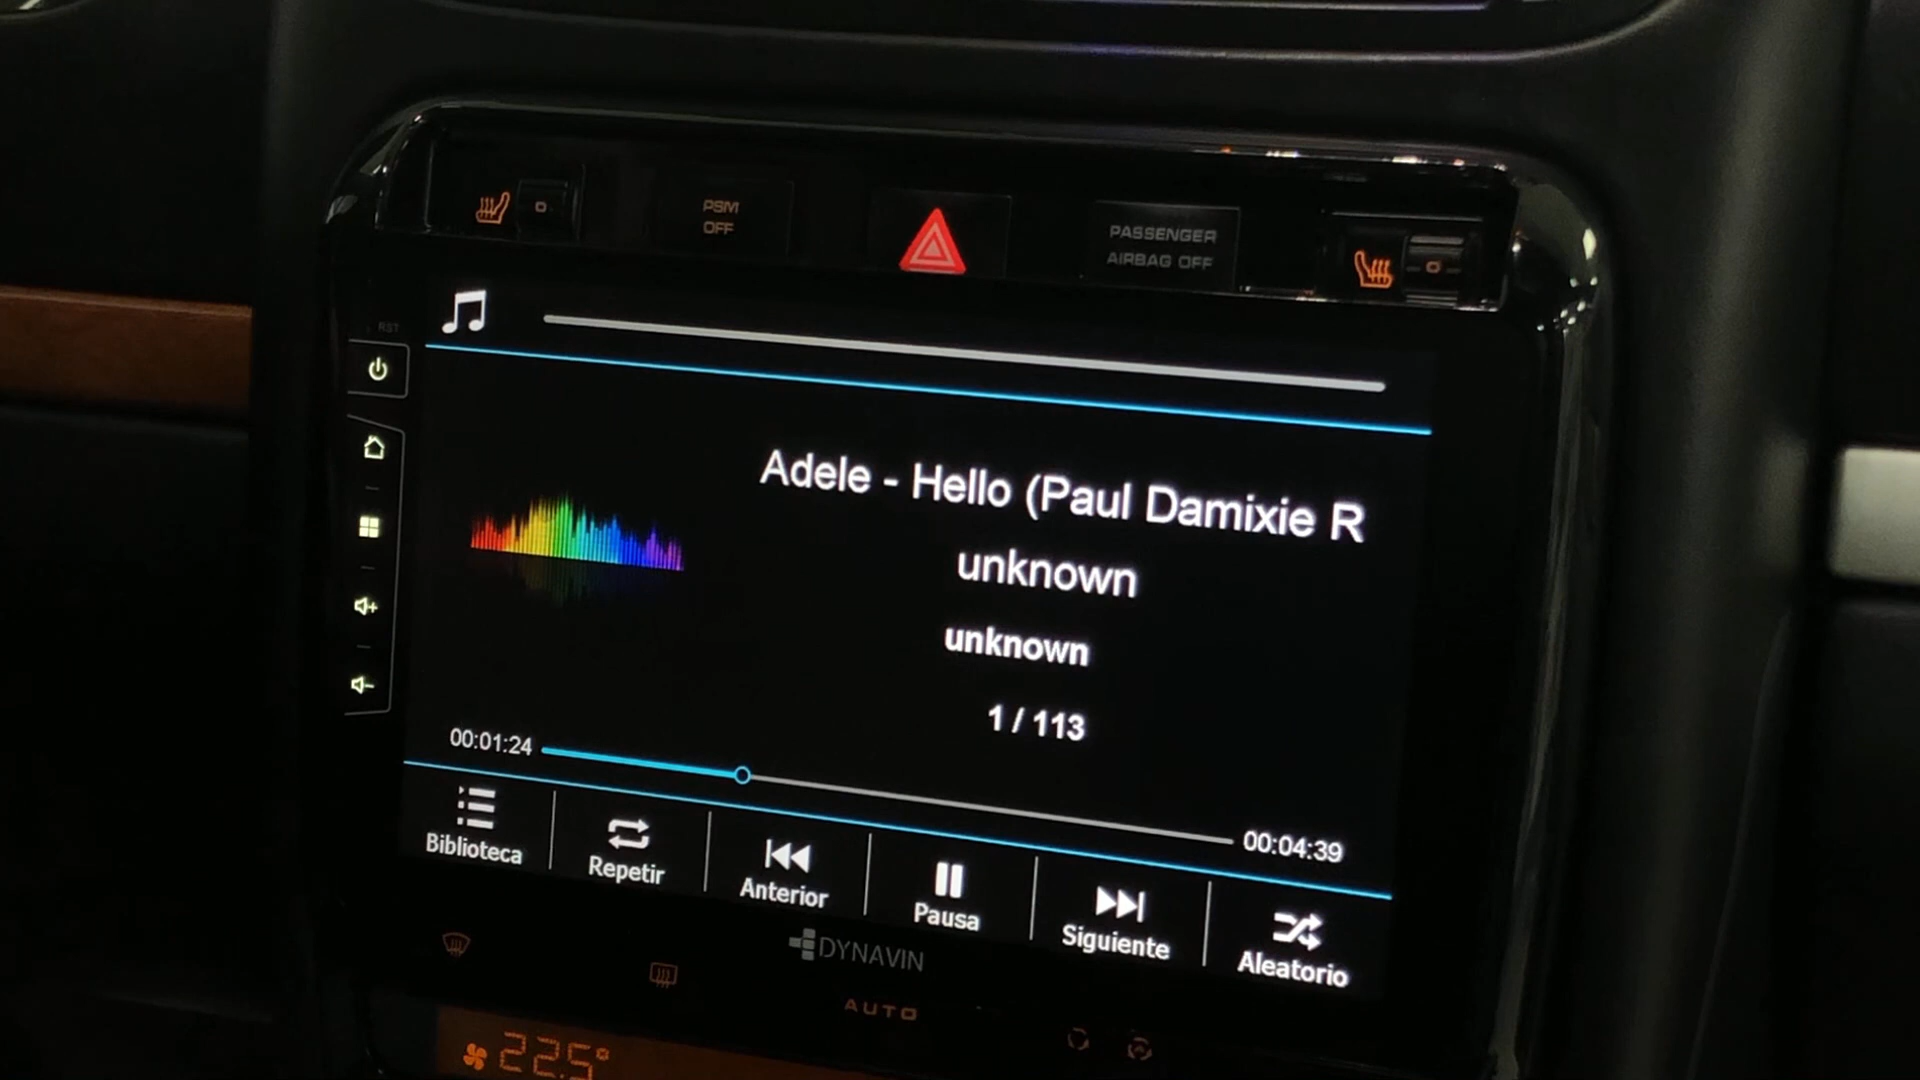 PSM
OFF
PASSENGER
AIRBAG OFF
RST
Adele - Hello (Paul Damixie R
unknown
unknown
1 / 113
00:01:24
00:04:39
Biblioteca
Repetir
Anterior
Pausa
Siguiente
Aleatorio
DYNAVIN
AUTO
22.5°